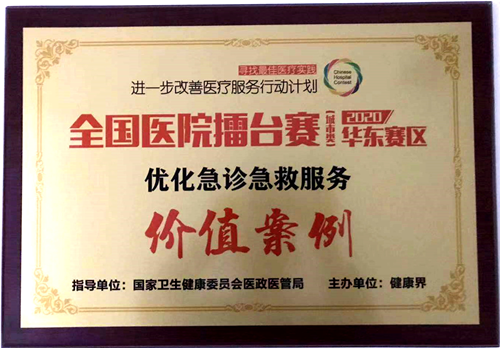 寻找最佳医疗实践
进一步改善医疗服务行动计划
Chinese
Hospital
Contest
全国医院擂台赛(城市类)2020/华东赛区
优化急诊急救服务
价值案例
指导单位：国家卫生健康委员会医政医管局 主办单位：健康界